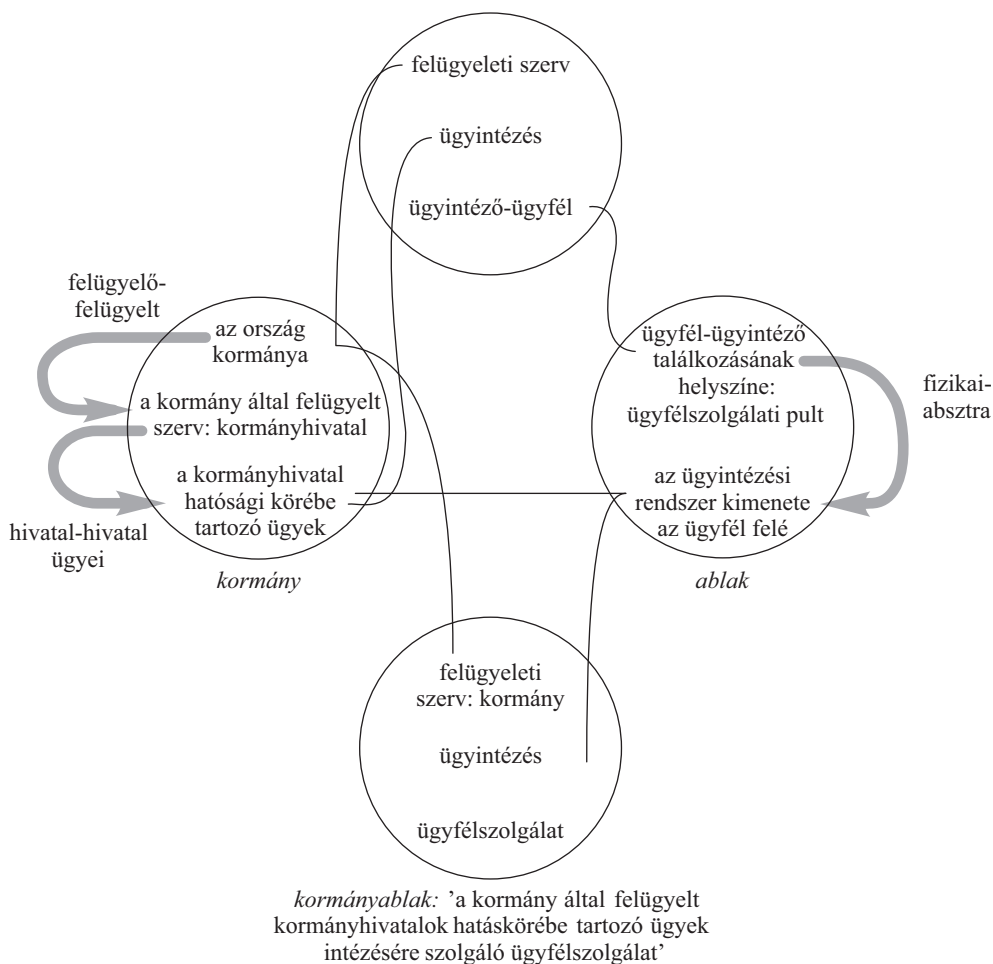 felügyeleti szerv
ügyintézés
ügyintéző-ügyfél
felügyelő-
felügyelt
az ország
kormánya
a kormány által felügyelt
szerv: kormányhivatal
a kormányhivatal
hatósági körébe
tartozó ügyek
hivatal-hivatal
ügyei
kormány
ügyfél-ügyintéző
találkozásának
helyszíne:
ügyfélszolgálati pult
az ügyintézési
rendszer kimenete
az ügyfél felé
fizikai-
absztra
ablak
felügyeleti
szerv: kormány
ügyintézés
ügyfélszolgálat
kormányablak: ’a kormány által felügyelt
kormányhivatalok hatáskörébe tartozó ügyek
intézésére szolgáló ügyfélszolgálat’